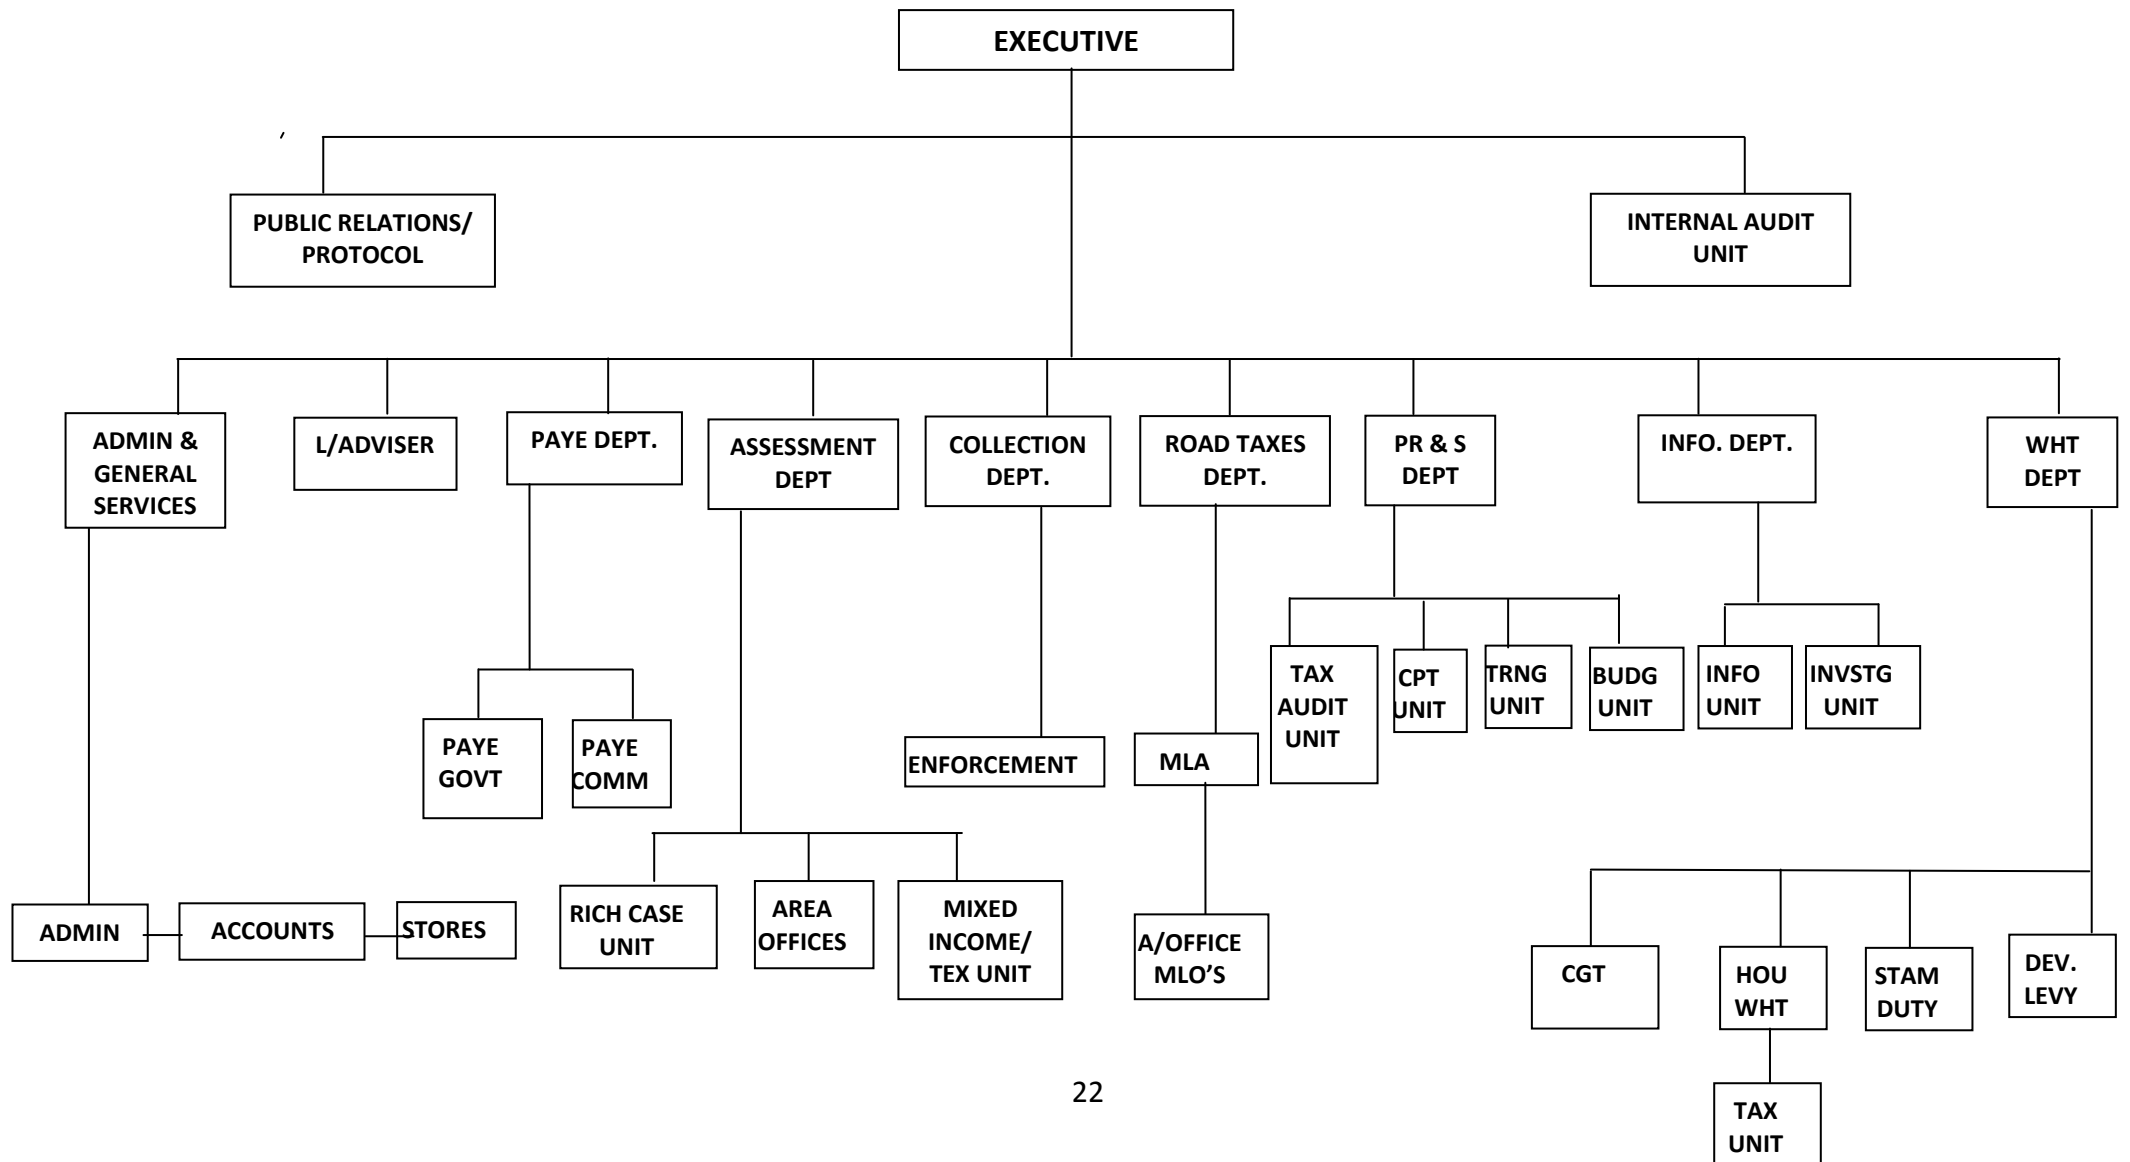 EXECUTIVE
PUBLIC RELATIONS/
PROTOCOL
INTERNAL AUDIT
UNIT
ADMIN &
GENERAL
SERVICES
L/ADVISER
PAYE DEPT.
ASSESSMENT
DEPT
COLLECTION
DEPT.
ROAD TAXES
DEPT.
PR & S
DEPT
INFO. DEPT.
WHT
DEPT
TAX
AUDIT
UNIT
CPT
UNIT
TRNG
UNIT
BUDG
UNIT
INFO
UNIT
INVSTG
UNIT
PAYE
GOVT
PAYE
COMM
ENFORCEMENT
MLA
ADMIN
ACCOUNTS
STORES
RICH CASE
UNIT
AREA
OFFICES
MIXED
INCOME/
TEX UNIT
A/OFFICE
MLO'S
CGT
HOU
WHT
STAM
DUTY
DEV.
LEVY
TAX
UNIT
22